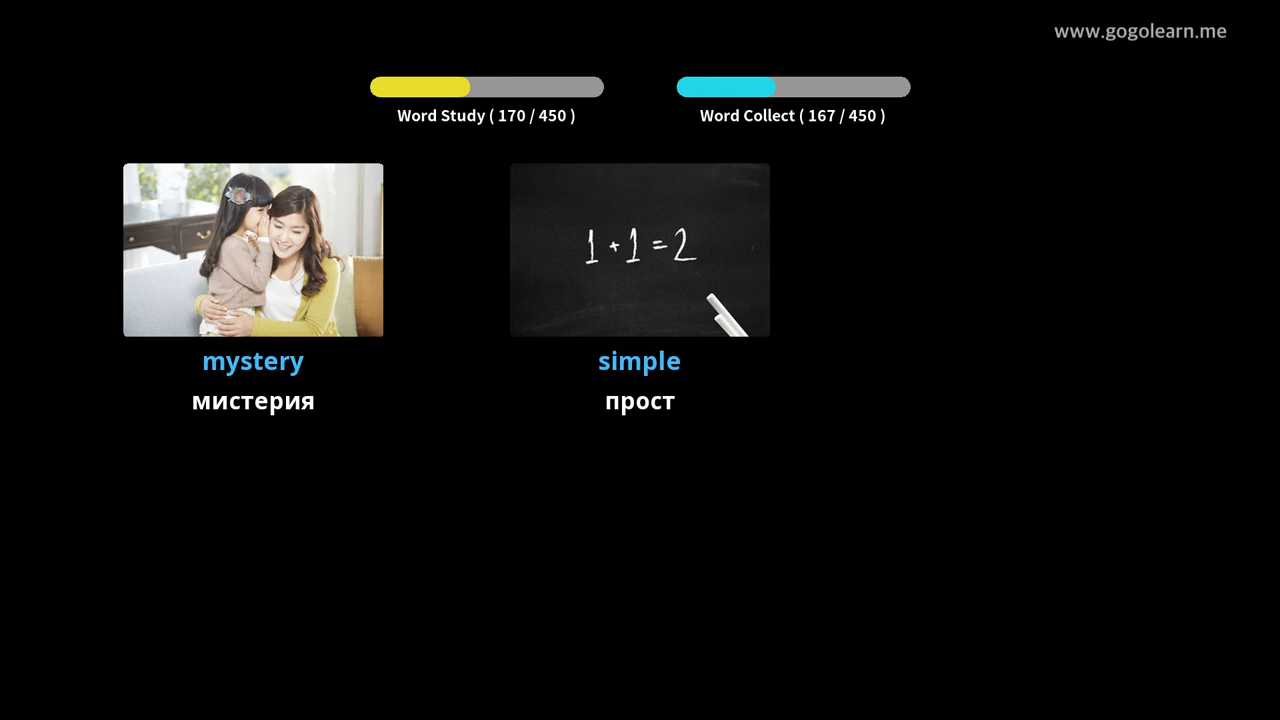 www.gogolearn.me
Word Study ( 170 / 450 )
Word Collect ( 167 / 450 )
1 + 1 = 2
mystery
мистерия
simple
прост